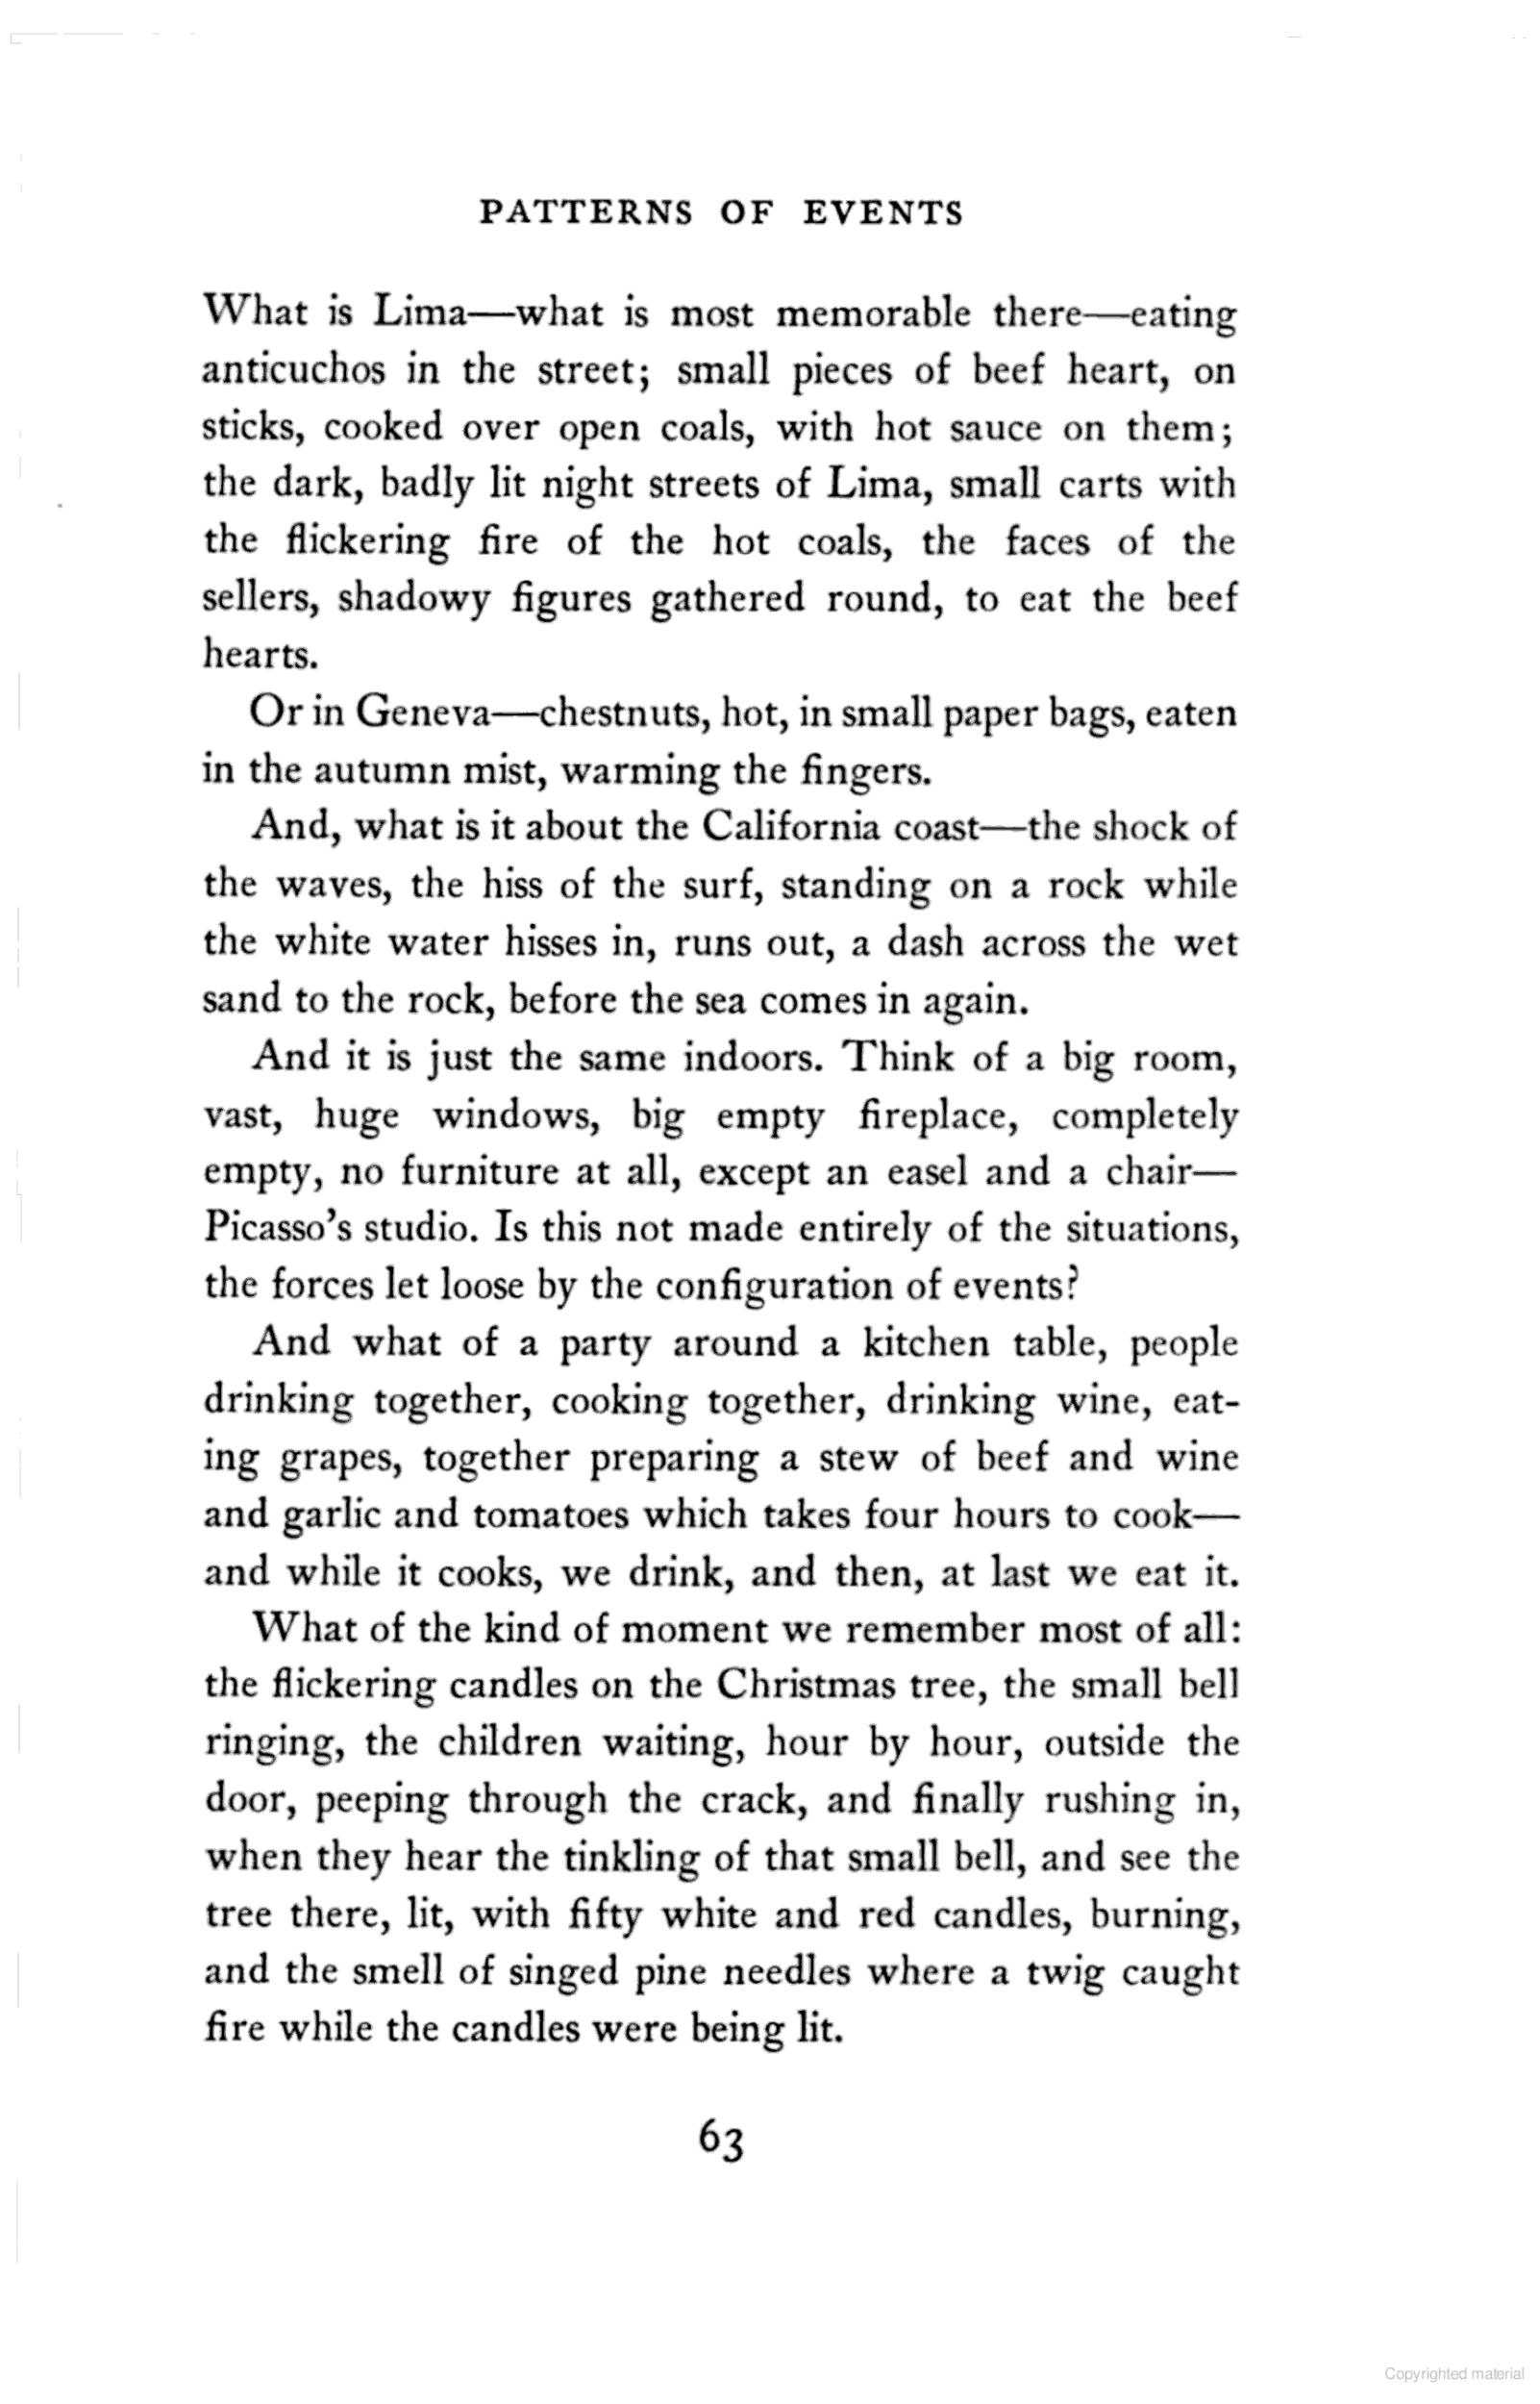 PATTERNS OF EVENTS
What is Lima—what is most memorable there—eating
anticuchos in the street; small pieces of beef heart, on
sticks, cooked over open coals, with hot sauce on them;
the dark, badly lit night streets of Lima, small carts with
the flickering fire of the hot coals, the faces of the
sellers, shadowy figures gathered round, to eat the beef
hearts.
Or in Geneva—chestnuts, hot, in small paper bags, eaten
in the autumn mist, warming the fingers.
And, what is it about the California coast—the shock of
the waves, the hiss of the surf, standing on a rock while
the white water hisses in, runs out, a dash across the wet
sand to the rock, before the sea comes in again.
And it is just the same indoors. Think of a big room,
vast, huge windows, big empty fireplace, completely
empty, no furniture at all, except an easel and a chair—
Picasso's studio. Is this not made entirely of the situations,
the forces let loose by the configuration of events?
And what of a party around a kitchen table, people
drinking together, cooking together, drinking wine, eat-
ing grapes, together preparing a stew of beef and wine
and garlic and tomatoes which takes four hours to cook—
and while it cooks, we drink, and then, at last we eat it.
What of the kind of moment we remember most of all:
the flickering candles on the Christmas tree, the small bell
ringing, the children waiting, hour by hour, outside the
door, peeping through the crack, and finally rushing in,
when they hear the tinkling of that small bell, and see the
tree there, lit, with fifty white and red candles, burning,
and the smell of singed pine needles where a twig caught
fire while the candles were being lit.
63
Copyrighted material